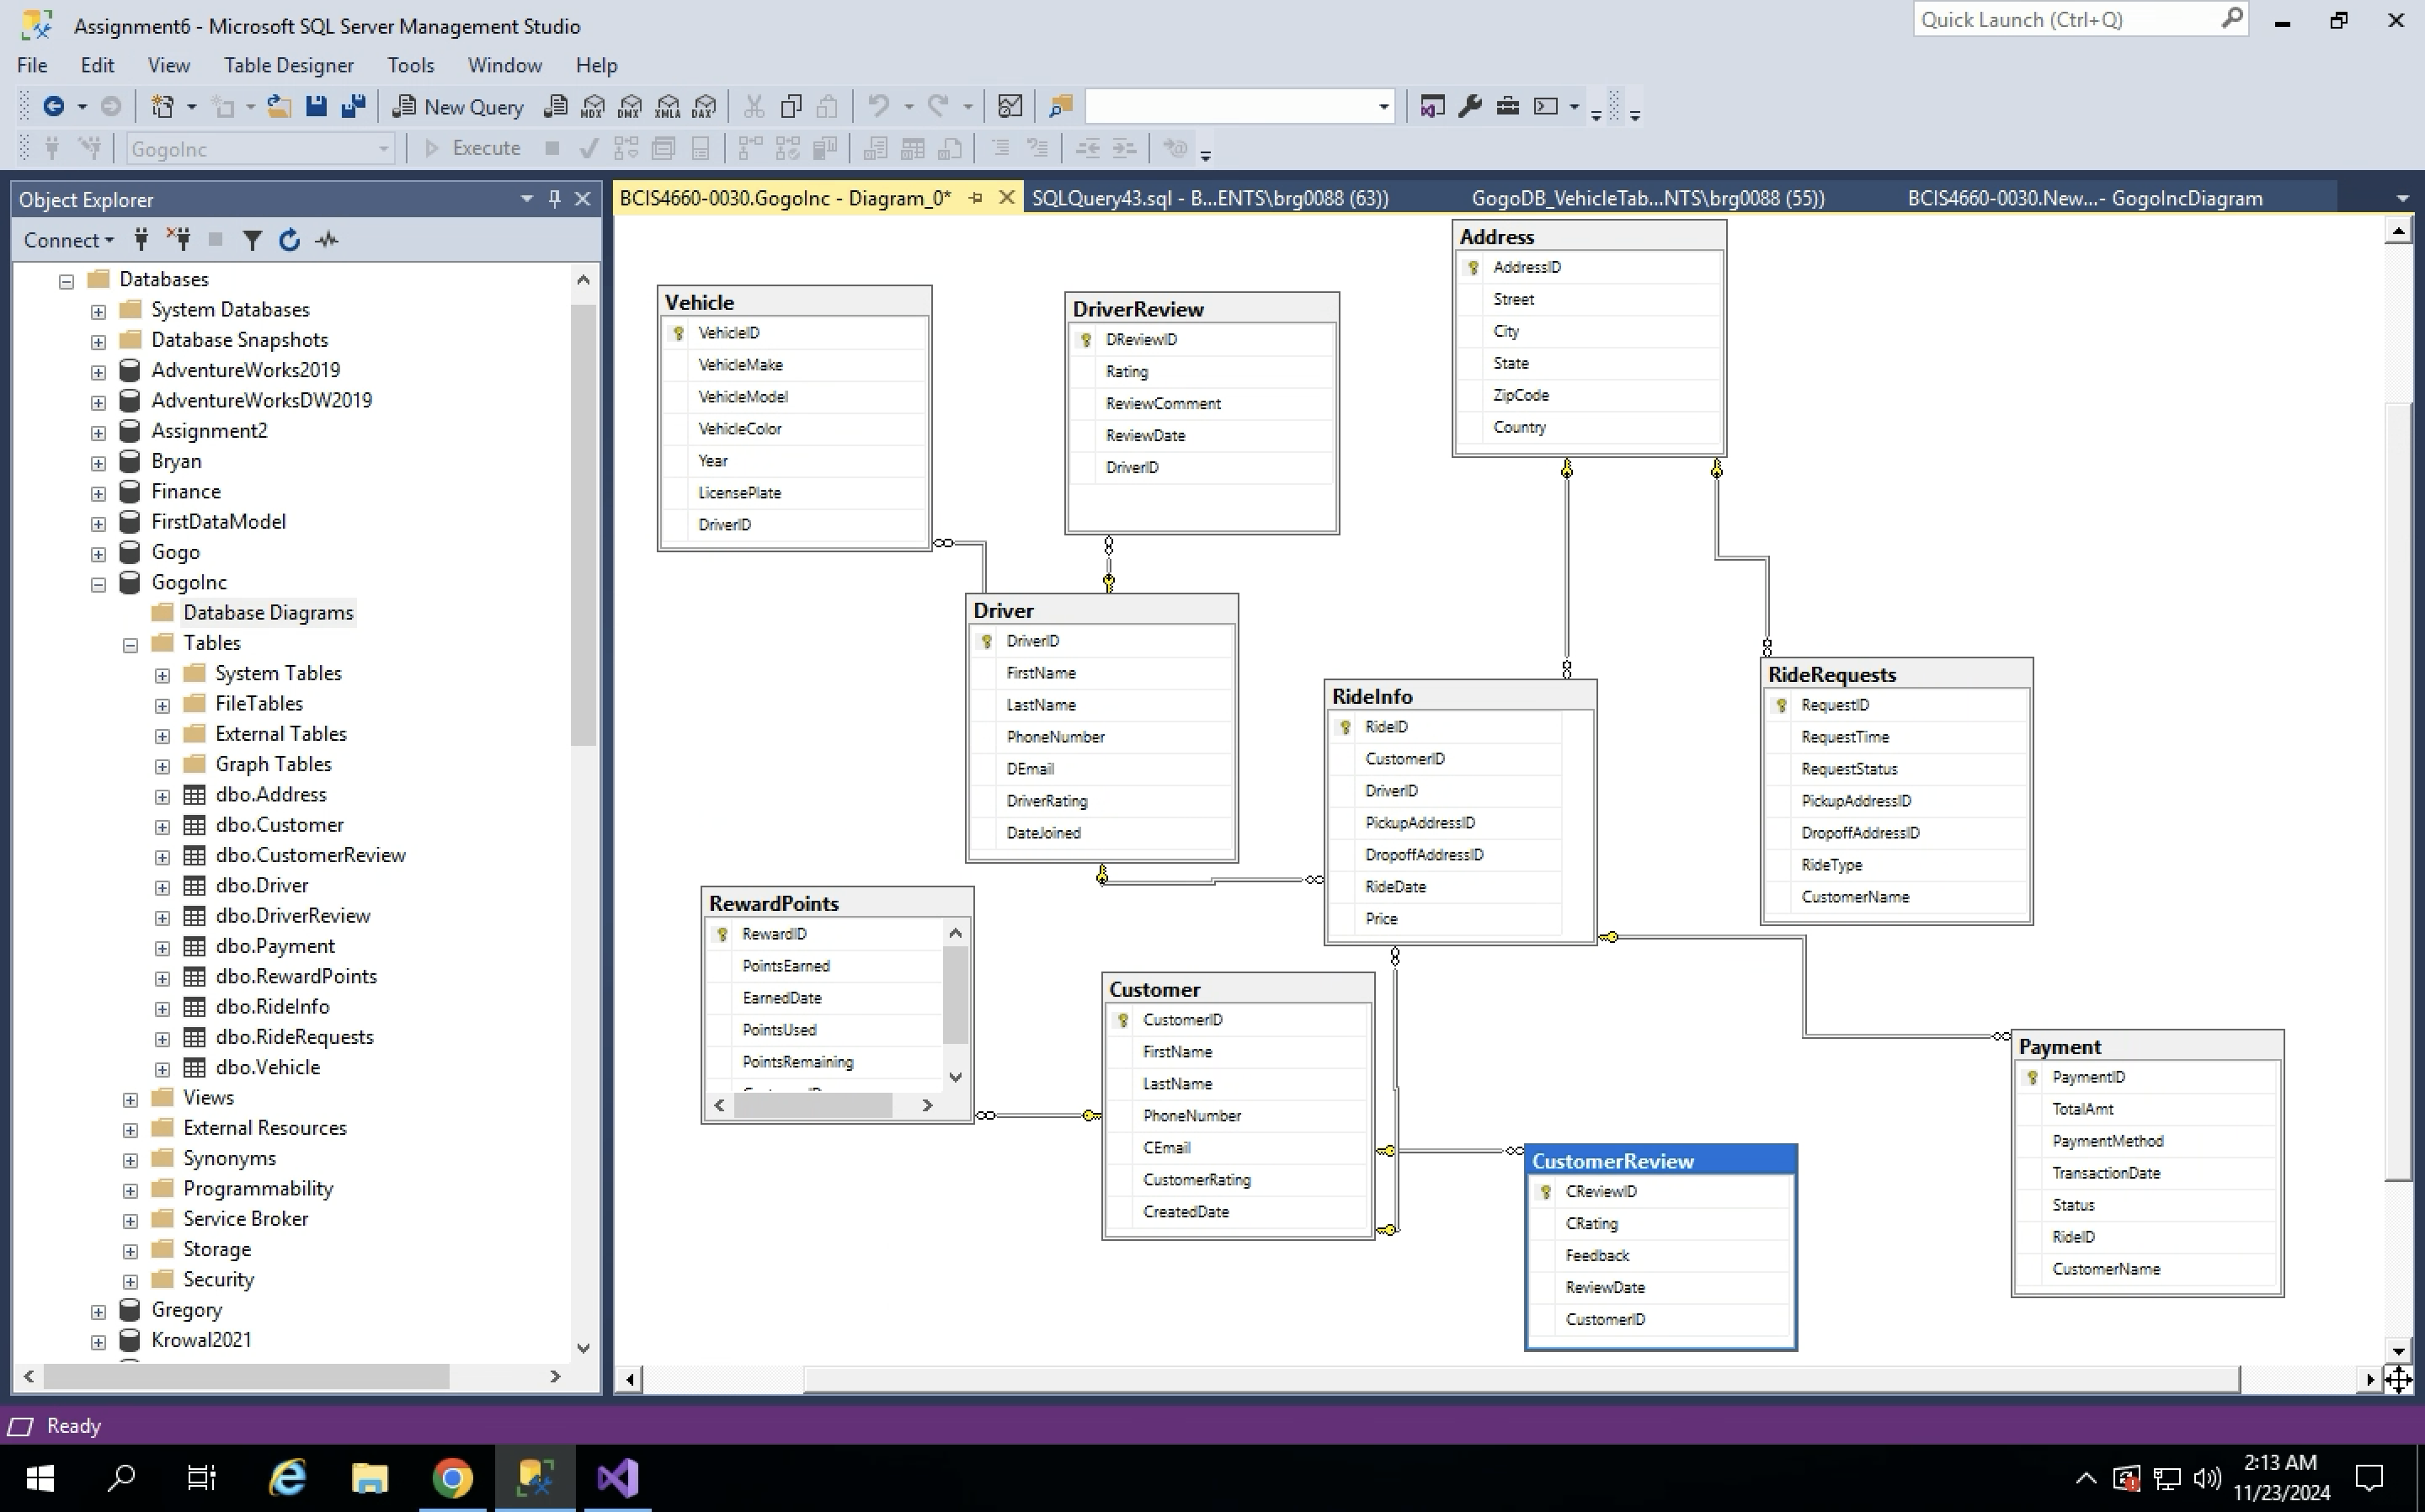 Assignment6 - Microsoft SQL Server Management Studio
Quick Launch (Ctrl+Q)
File Edit View Table Designer Tools Window Help
New Query MDX DMX XMLA DAX
GogoInc Execute
Object Explorer
Connect
Databases
System Databases
Database Snapshots
AdventureWorks2019
AdventureWorksDW2019
Assignment2
Bryan
Finance
FirstDataModel
Gogo
GogoInc
Database Diagrams
Tables
System Tables
FileTables
External Tables
Graph Tables
dbo.Address
dbo.Customer
dbo.CustomerReview
dbo.Driver
dbo.DriverReview
dbo.Payment
dbo.RewardPoints
dbo.RideInfo
dbo.RideRequests
dbo.Vehicle
Views
External Resources
Synonyms
Programmability
Service Broker
Storage
Security
Gregory
Krowal2021
BCIS4660-0030.GogoInc - Diagram_0*
SQLQuery43.sql - B...ENTS\brg0088 (63))
GogoDB_VehicleTab...NTS\brg0088 (55))
BCIS4660-0030.New...- GogoIncDiagram
Vehicle
VehicleID
VehicleMake
VehicleModel
VehicleColor
Year
LicensePlate
DriverID
DriverReview
DReviewID
Rating
ReviewComment
ReviewDate
DriverID
Address
AddressID
Street
City
State
ZipCode
Country
Driver
DriverID
FirstName
LastName
PhoneNumber
DEmail
DriverRating
DateJoined
RideInfo
RideID
CustomerID
DriverID
PickupAddressID
DropoffAddressID
RideDate
Price
RideRequests
RequestID
RequestTime
RequestStatus
PickupAddressID
DropoffAddressID
RideType
CustomerName
RewardPoints
RewardID
PointsEarned
EarnedDate
PointsUsed
PointsRemaining
Customer
CustomerID
FirstName
LastName
PhoneNumber
CEmail
CustomerRating
CreatedDate
CustomerReview
CReviewID
CRating
Feedback
ReviewDate
CustomerID
Payment
PaymentID
TotalAmt
PaymentMethod
TransactionDate
Status
RideID
CustomerName
Ready
2:13 AM
11/23/2024